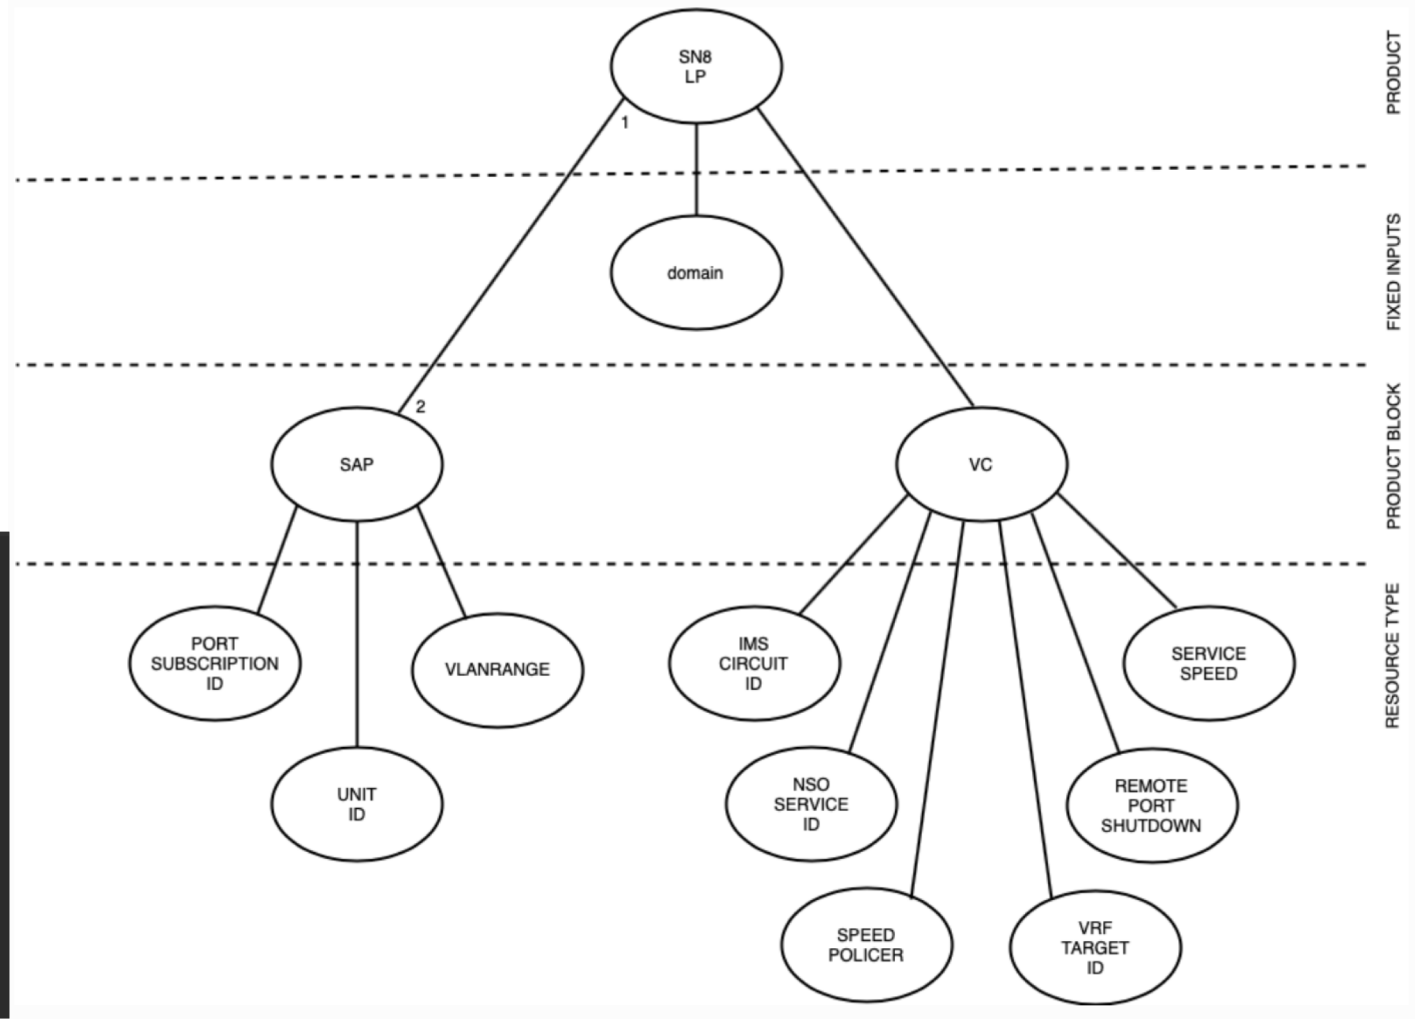 SN8
LP
1
PRODUCT
domain
FIXED INPUTS
2
SAP
VC
PRODUCT BLOCK
PORT
SUBSCRIPTION
ID
VLANRANGE
UNIT
ID
IMS
CIRCUIT
ID
NSO
SERVICE
ID
SPEED
POLICER
VRF
TARGET
ID
REMOTE
PORT
SHUTDOWN
SERVICE
SPEED
RESOURCE TYPE